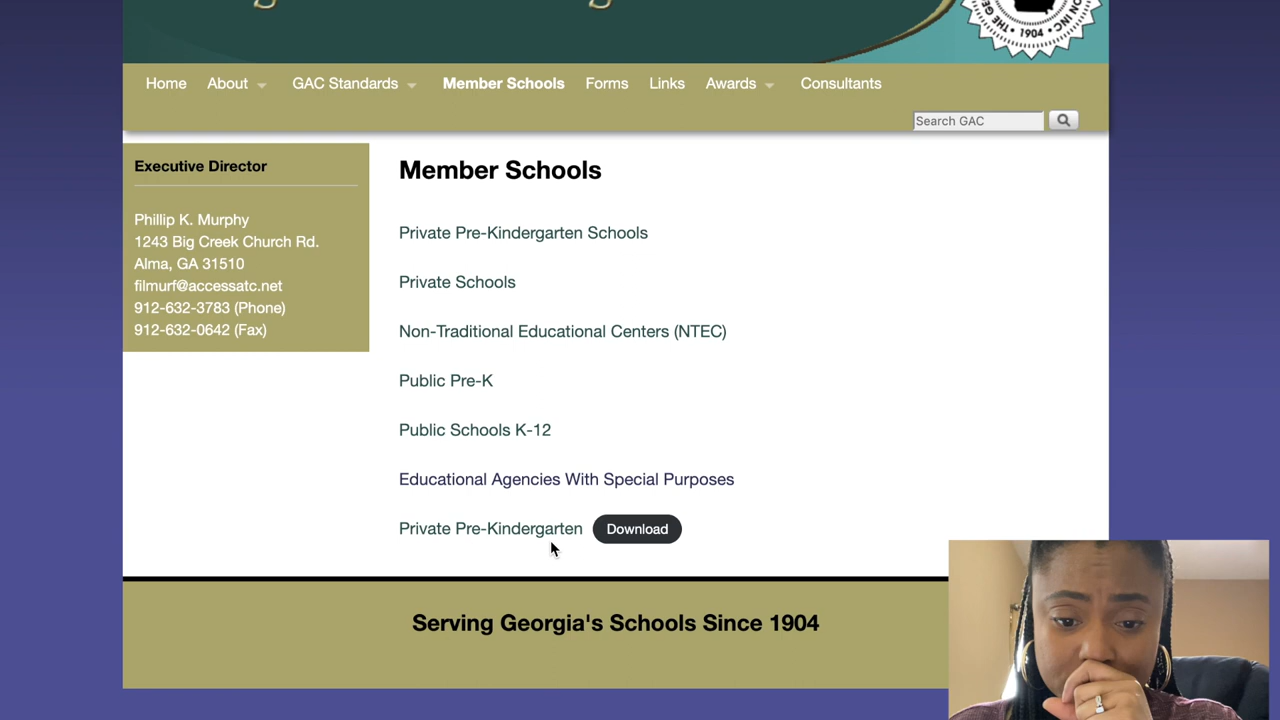 1904
Home About GAC Standards Member Schools Forms Links Awards Consultants
Search GAC
Executive Director
Phillip K. Murphy
1243 Big Creek Church Rd.
Alma, GA 31510
filmurf@accessatc.net
912-632-3783 (Phone)
912-632-0642 (Fax)
Member Schools
Private Pre-Kindergarten Schools
Private Schools
Non-Traditional Educational Centers (NTEC)
Public Pre-K
Public Schools K-12
Educational Agencies With Special Purposes
Private Pre-Kindergarten Download
Serving Georgia's Schools Since 1904